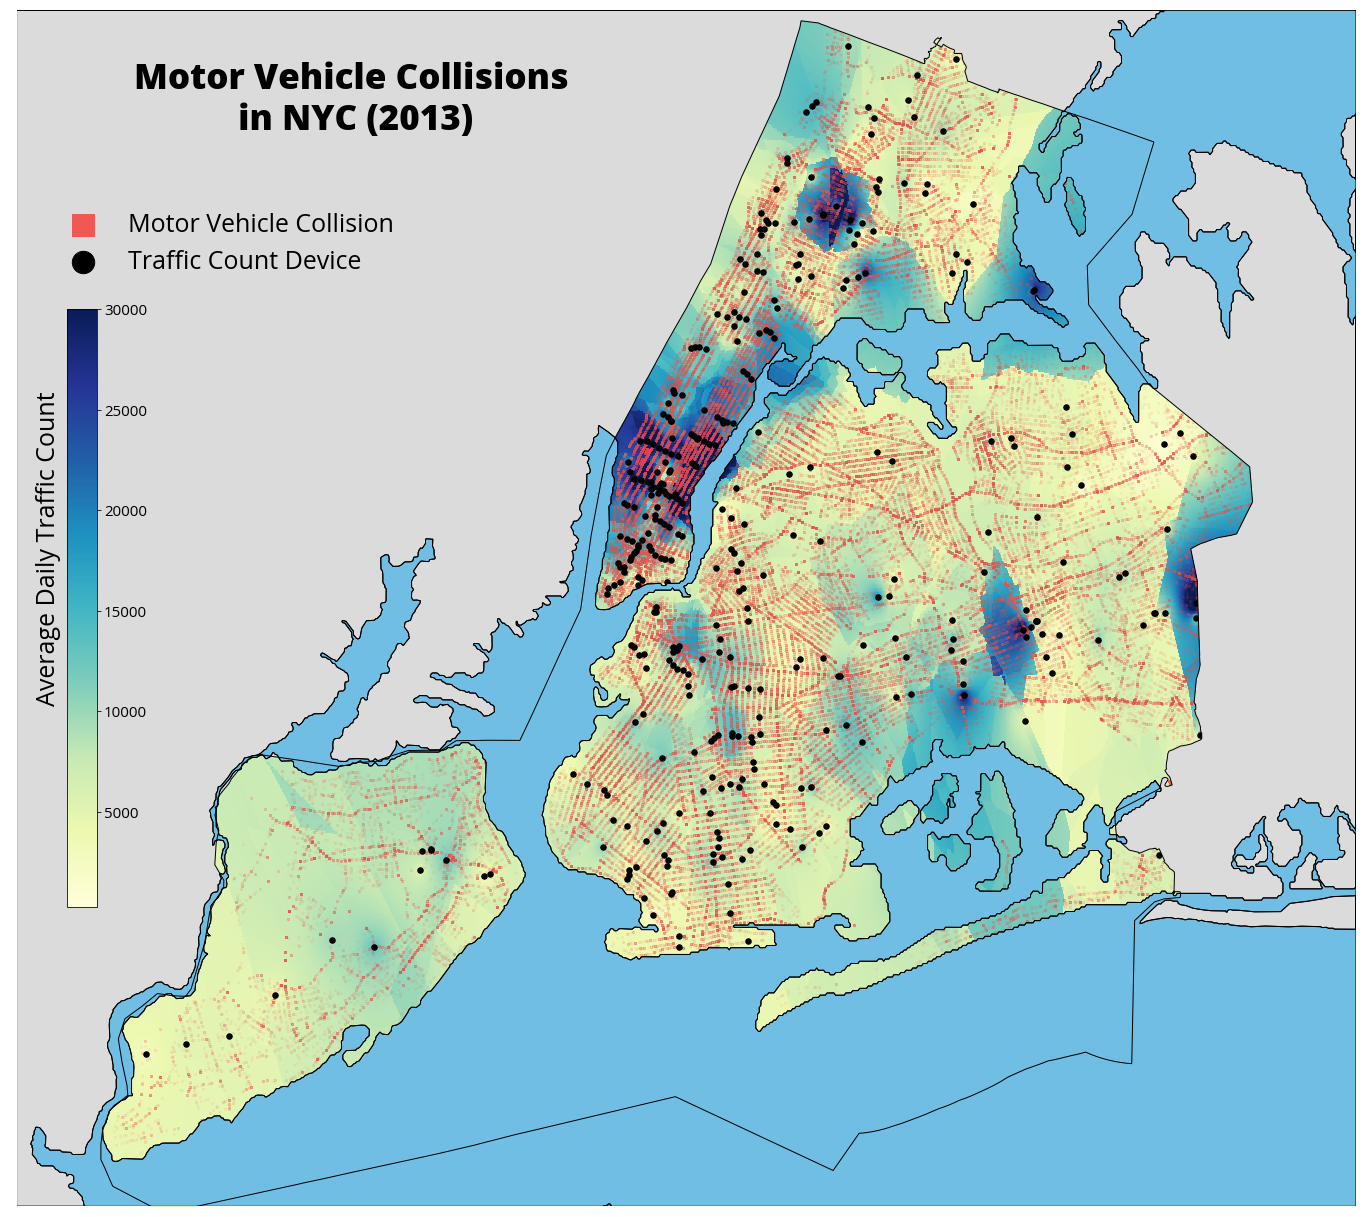 Motor Vehicle Collisions
in NYC (2013)
Motor Vehicle Collision
Traffic Count Device
Average Daily Traffic Count
30000
25000
20000
15000
10000
5000